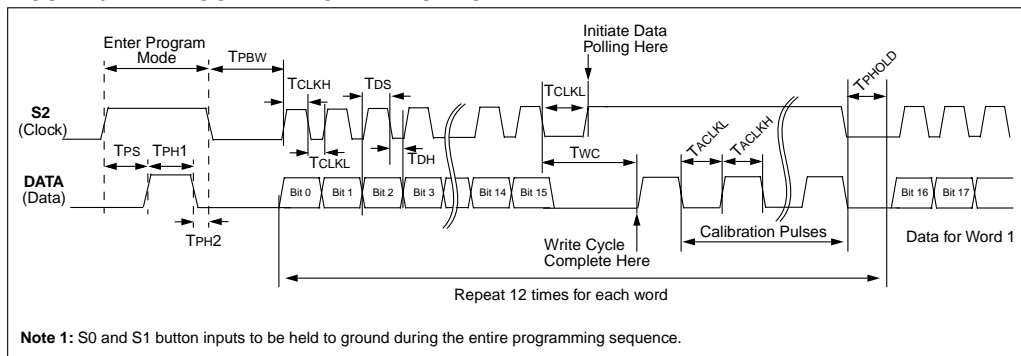 Enter Program
Mode
TPBW
TCLKH
TDS
TCLKL
Initiate Data
Polling Here
TPHOLD
S2
(Clock)
TPS
TPH1
TCLKL
TDH
TWC
TACLKL
TACLKH
DATA
(Data)
Bit 0
Bit 1
Bit 2
Bit 3
Bit 14
Bit 15
Bit 16
Bit 17
TPH2
Write Cycle
Complete Here
Calibration Pulses
Data for Word 1
Repeat 12 times for each word
Note 1: S0 and S1 button inputs to be held to ground during the entire programming sequence.